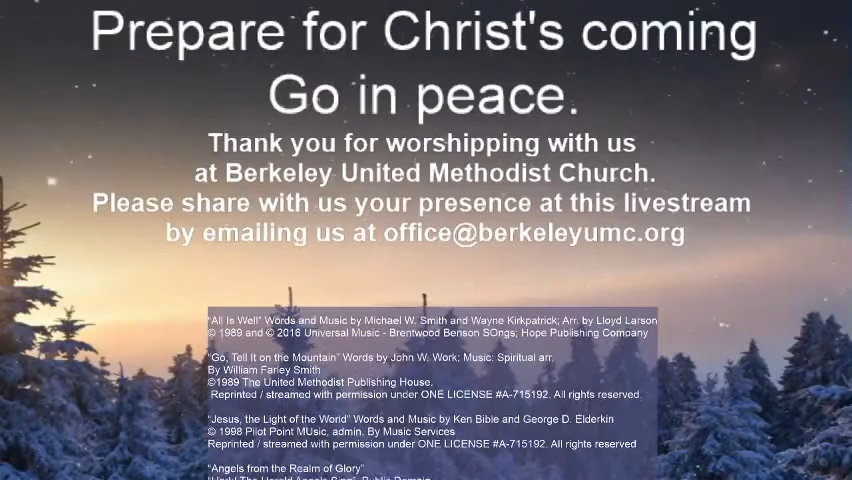 Prepare for Christ's coming
Go in peace.
Thank you for worshipping with us
at Berkeley United Methodist Church.
Please share with us your presence at this livestream
by emailing us at office@berkeleyumc.org
"All Is Well" Words and Music by Michael W. Smith and Wayne Kirkpatrick; Arr. by Lloyd Larson
© 1989 and © 2016 Universal Music - Brentwood Benson SOngs; Hope Publishing Company
"Go, Tell It on the Mountain" Words by John W. Work; Music: Spiritual arr.
By William Farley Smith
©1989 The United Methodist Publishing House.
Reprinted / streamed with permission under ONE LICENSE #A-715192. All rights reserved.
"Jesus, the Light of the World" Words and Music by Ken Bible and George D. Elderkin
© 1998 Pilot Point MUsic, admin. By Music Services
Reprinted / streamed with permission under ONE LICENSE #A-715192. All rights reserved
"Angels from the Realm of Glory"
"Hark! The Herald Angels Sing", Public Domain